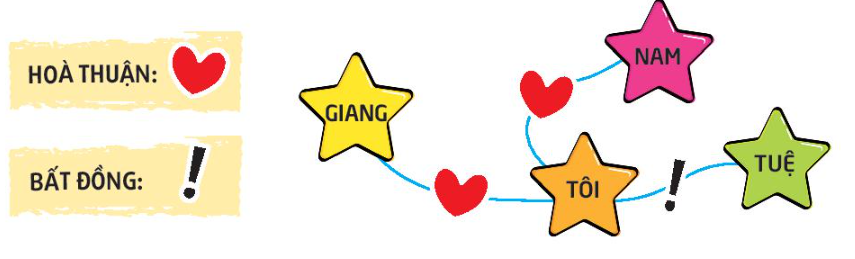 HOÀ THUẬN:
BẤT ĐỒNG:
!
GIANG
NAM
TÔI
!
TUỆ